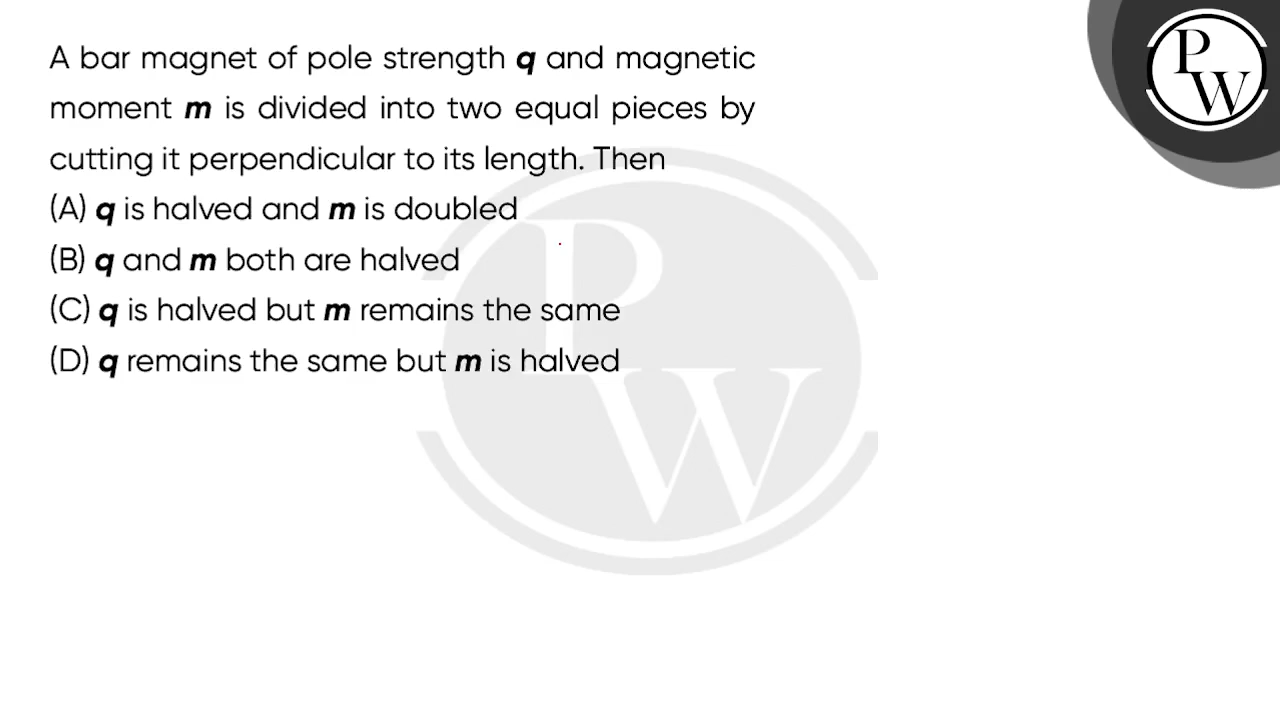 A bar magnet of pole strength q and magnetic
moment m is divided into two equal pieces by
cutting it perpendicular to its length. Then
(A) q is halved and m is doubled
(B) q and m both are halved
(C) q is halved but m remains the same
(D) q remains the same but m is halved
P
W
P
W